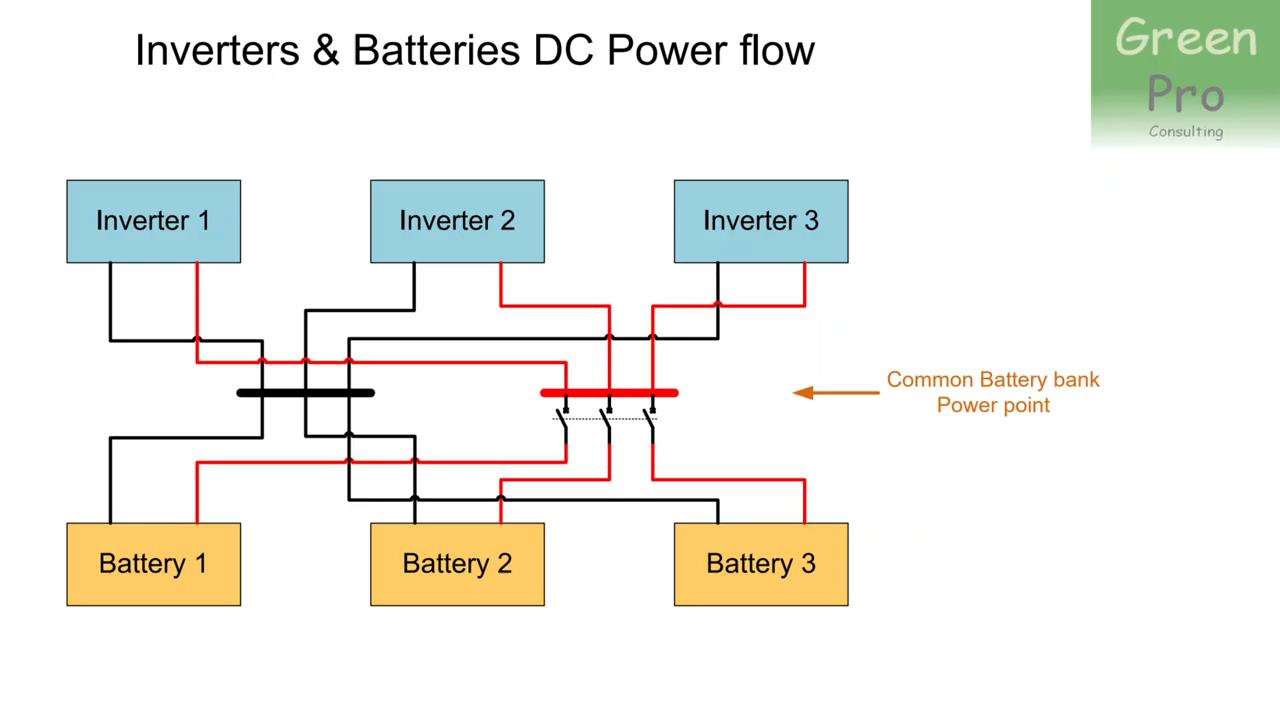 Inverters & Batteries DC Power flow
Green
Pro
Consulting
Inverter 1
Inverter 2
Inverter 3
Common Battery bank
Power point
Battery 1
Battery 2
Battery 3